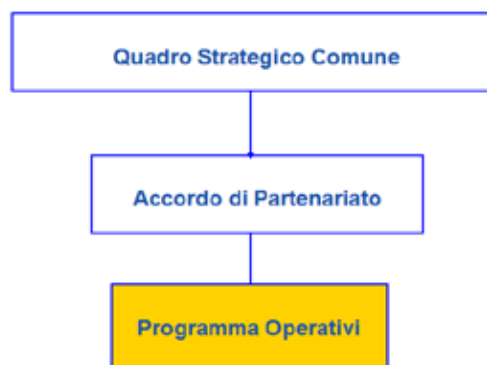 Quadro Strategico Comune
Accordo di Partenariato
Programma Operativi